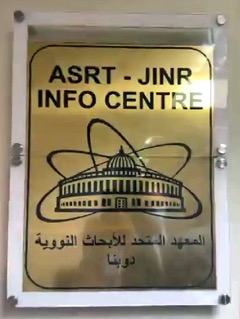 ASRT - JINR
INFO CENTRE
المعهد المتحد للأبحاث النووية
دوبنا